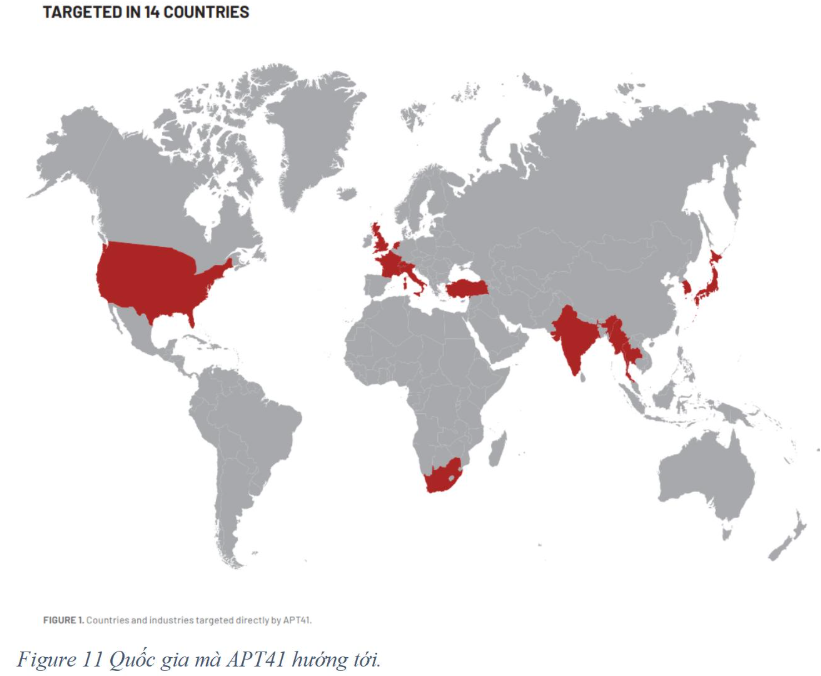 TARGETED IN 14 COUNTRIES
FIGURE 1. Countries and industries targeted directly by APT41.
Figure 11 Quốc gia mà APT41 hướng tới.